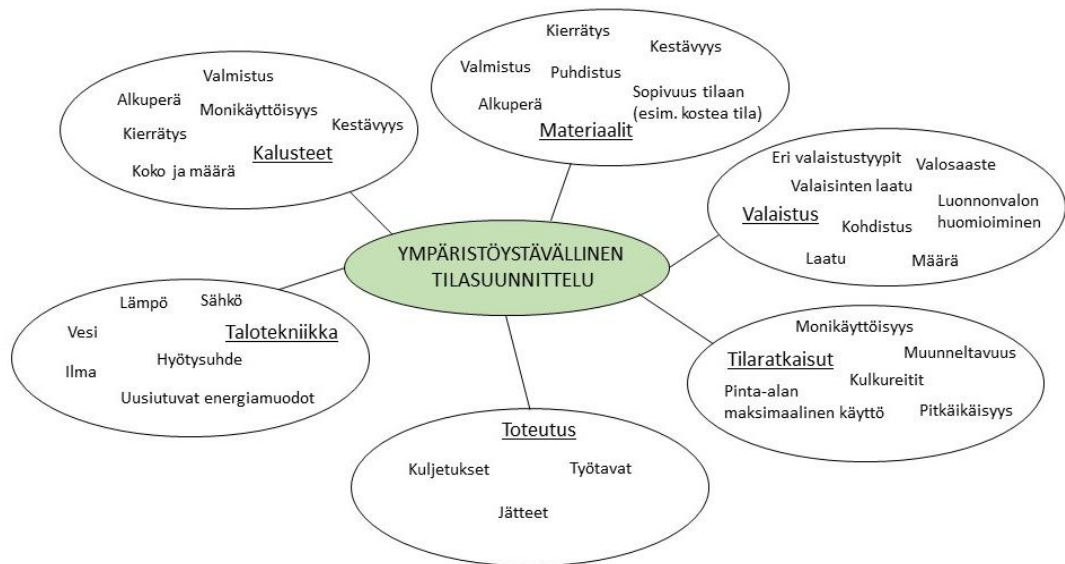 Kierrätys
Kestävyys
Valmistus
Puhdistus
Alkuperä
Sopivuus tilaan
(esim. kostea tila)
Materiaalit
Valmistus
Alkuperä
Monikäyttöisyys
Kierrätys
Kestävyys
Kalusteet
Koko ja määrä
Eri valaistustyypit
Valosaaste
Valaisinten laatu
Luonnonvalon
huomioiminen
Valaistus
Kohdistus
Laatu
Määrä
YMPÄRISTÖYSTÄVÄLLINEN
TILASUUNNITTELU
Lämpö
Sähkö
Vesi
Talotekniikka
Hyötysuhde
Ilma
Uusiutuvat energiamuodot
Monikäyttöisyys
Tilaratkaisut
Muunneltavuus
Kulkureitit
Pinta-alan
maksimaalinen käyttö
Pitkäikäisyys
Toteutus
Kuljetukset
Työtavat
Jätteet